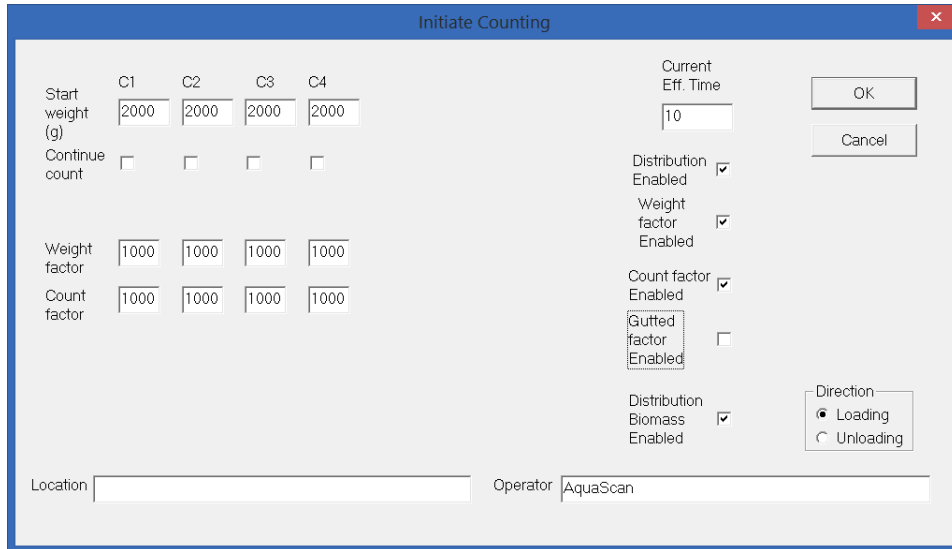 Initiate Counting
C1 C2 C3 C4
Start
weight
(g)
2000 2000 2000 2000
Continue
count
Weight
factor
1000 1000 1000 1000
Count
factor
1000 1000 1000 1000
Current
Eff. Time
10
Distribution
Enabled
Weight
factor
Enabled
Count factor
Enabled
Gutted
factor
Enabled
Distribution
Biomass
Enabled
OK
Cancel
Direction
Loading
Unloading
Location
Operator AquaScan